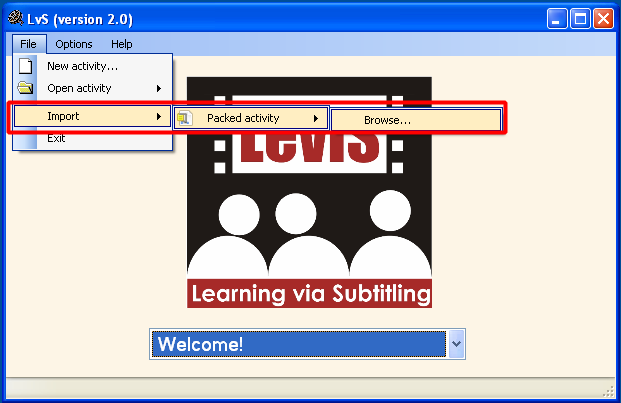 LvS (version 2.0)
File Options Help
New activity...
Open activity
Import Packed activity Browse...
Exit
LeViS
Learning via Subtitling
Welcome!